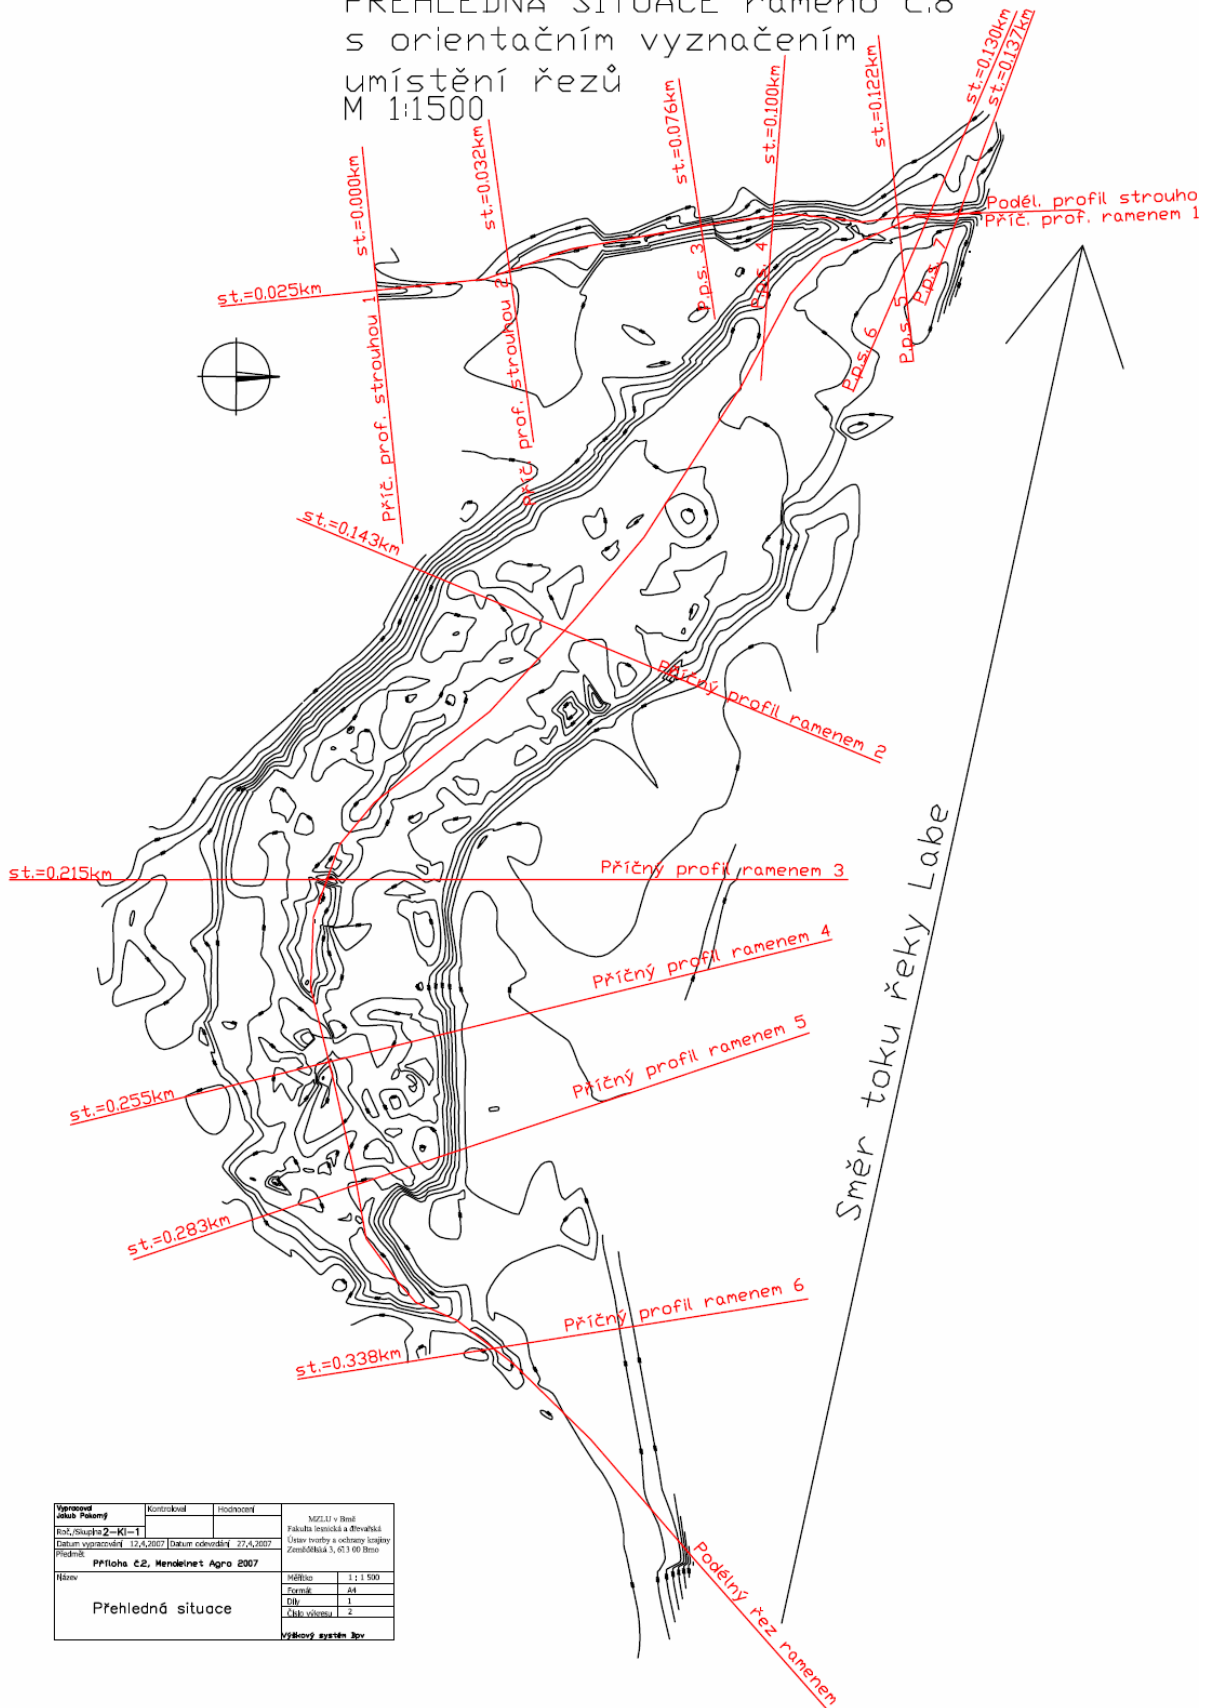 PŘEHLEDNÁ SITUACE rameno č.8
s orientačním vyznačením
umístění řezů
M 1:1500
st.=0.000km
st.=0.032km
st.=0.076km
st.=0.100km
st.=0.122km
st.=0.130km
st.=0.137km
Podél. profil strouho
Příč. prof. ramenem 1
st.=0.025km
Příč. prof. strouhou 1
Příč. prof. strouhou 2
P.p.s. 3
P.p.s. 4
P.p.s. 5
P.p.s. 6
P.p.s. 7
st.=0.143km
Příčný profil ramenem 2
st.=0.215km
Příčný profil ramenem 3
Příčný profil ramenem 4
st.=0.255km
Příčný profil ramenem 5
st.=0.283km
Příčný profil ramenem 6
st.=0.338km
Směr toku řeky Labe
Podélný řez ramenem
Vypracoval
Jakub Pokorný
Kontroloval
Hodnocení
Roč./Skupina 2-KI-1
Datum vypracování 12.4.2007 Datum odevzdání 27.4.2007
Předmět
Příloha č.2, Mendelnet Agro 2007
Název
Přehledná situace
MZLU v Brně
Fakulta lesnická a dřevařská
Ústav tvorby a ochrany krajiny
Zemědělská 3, 613 00 Brno
Měřítko 1 : 1 500
Formát A4
Díly 1
Číslo výkresu 2
Výškový systém Bpv